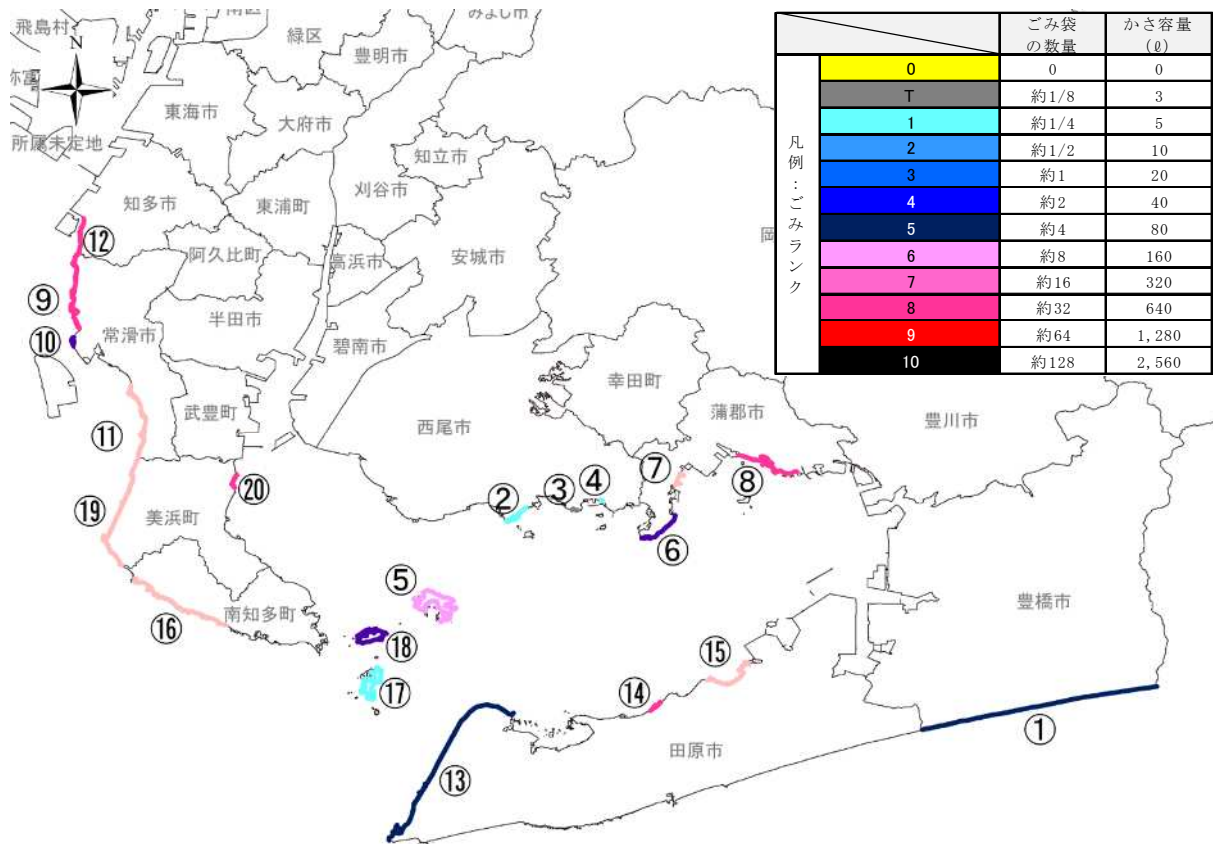 飛島村
南区
みよし市
緑区
豊明市
N
弥富
東海市
大府市
所属未定地
知立市
刈谷市
知多市
東浦町
⑫
阿久比町
高浜市
安城市
岡
⑨
常滑市
半田市
碧南市
⑩
幸田町
蒲郡市
豊川市
武豊町
西尾市
⑪
⑦
⑧
⑳
②
③
④
⑲
美浜町
⑥
⑤
南知多町
豊橋市
⑯
⑱
⑮
⑰
⑭
①
田原市
⑬
ごみ袋の数量
かさ容量(ℓ)
凡例：ごみランク
0 0 0
T 約1/8 3
1 約1/4 5
2 約1/2 10
3 約1 20
4 約2 40
5 約4 80
6 約8 160
7 約16 320
8 約32 640
9 約64 1,280
10 約128 2,560